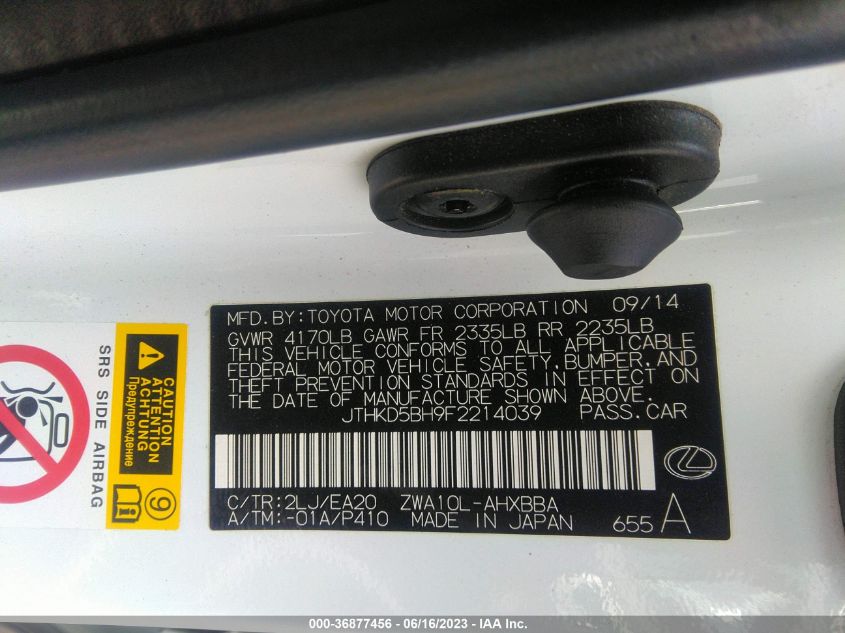 MFD.BY:TOYOTA MOTOR CORPORATION 09/14
GVWR 4170LB GAWR FR 2335LB RR 2235LB
THIS VEHICLE CONFORMS TO ALL APPLICABLE
FEDERAL MOTOR VEHICLE SAFETY,BUMPER,AND
THEFT PREVENTION STANDARDS IN EFFECT ON
THE DATE OF MANUFACTURE SHOWN ABOVE.
JTHKD5BH9F2214039 PASS.CAR
C/TR:2LJ/EA20 ZWA10L-AHXBBA
A/TM:-01A/P410 MADE IN JAPAN 655 A
SRS SIDE AIRBAG
CAUTION
ATTENTION
ACHTUNG
Предупреждение
9
000-36877456 - 06/16/2023 - IAA Inc.